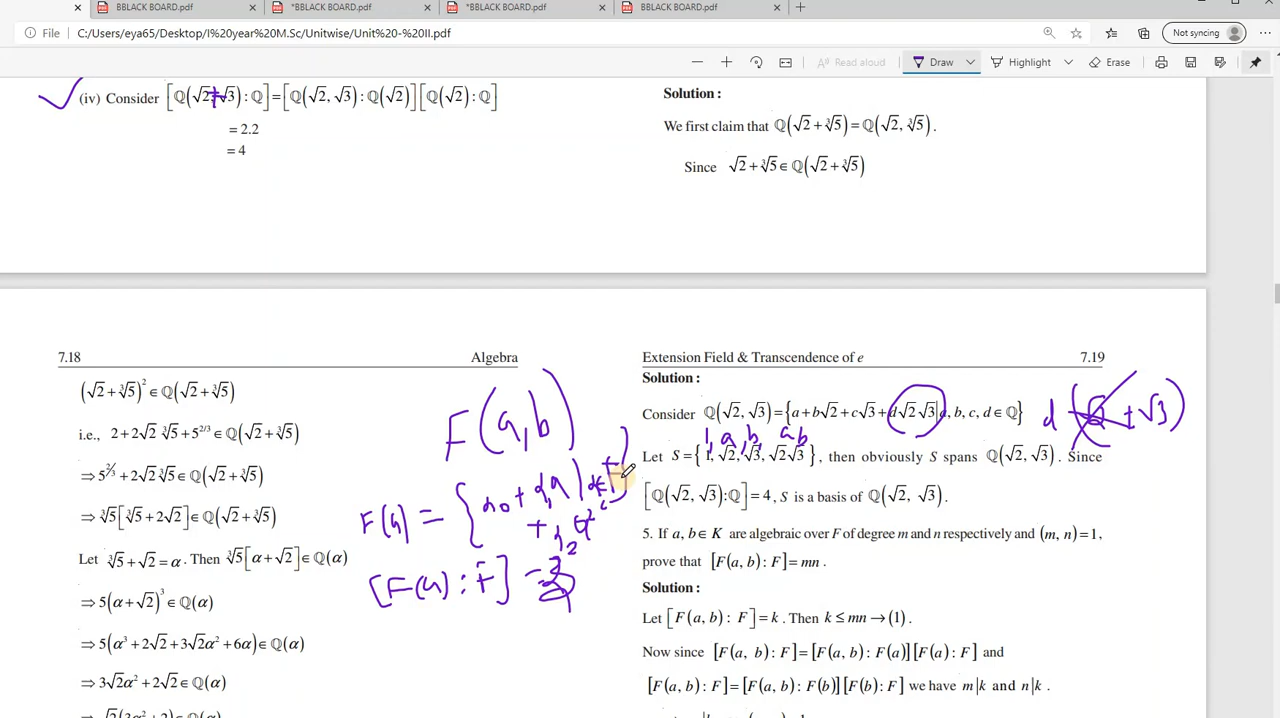 BBLACK BOARD.pdf
*BBLACK BOARD.pdf
*BBLACK BOARD.pdf
BBLACK BOARD.pdf
File
C:/Users/eya65/Desktop/I%20year%20M.Sc/Unitwise/Unit%20-%20II.pdf
Not syncing
Read aloud
Draw
Highlight
Erase
(iv) Consider [ℚ(√2+√3) : ℚ] = [ℚ(√2, √3) : ℚ(√2)][ℚ(√2) : ℚ]
= 2.2
= 4
Solution :
We first claim that ℚ(√2+∛5) = ℚ(√2, ∛5).
Since √2+∛5 ∈ ℚ(√2+∛5)
7.18
Algebra
(√2+∛5)² ∈ ℚ(√2+∛5)
i.e., 2+2√2 ∛5+5^{2/3} ∈ ℚ(√2+∛5)
⇒ 5^{2/3}+2√2 ∛5 ∈ ℚ(√2+∛5)
⇒ ∛5[∛5+2√2] ∈ ℚ(√2+∛5)
Let ∛5+√2 = α. Then ∛5[α+√2] ∈ ℚ(α)
⇒ 5(α+√2)³ ∈ ℚ(α)
⇒ 5(α³+2√2+3√2α²+6α) ∈ ℚ(α)
⇒ 3√2α²+2√2 ∈ ℚ(α)
F(a,b)
F(a) =
[F(a) : F] =
Extension Field & Transcendence of e
7.19
Solution :
Consider ℚ(√2, √3) = {a+b√2+c√3+d√2√3|a, b, c, d ∈ ℚ}
d
+√3)
1, a, b, ab
Let S = {1, √2, √3, √2√3}, then obviously S spans ℚ(√2, √3). Since
[ℚ(√2, √3):ℚ] = 4, S is a basis of ℚ(√2, √3).
5. If a, b ∈ K are algebraic over F of degree m and n respectively and (m, n) = 1,
prove that [F(a, b) : F] = mn.
Solution :
Let [F(a, b) : F] = k. Then k ≤ mn → (1).
Now since [F(a, b) : F] = [F(a, b) : F(a)][F(a) : F] and
[F(a, b) : F] = [F(a, b) : F(b)][F(b) : F] we have m|k and n|k.